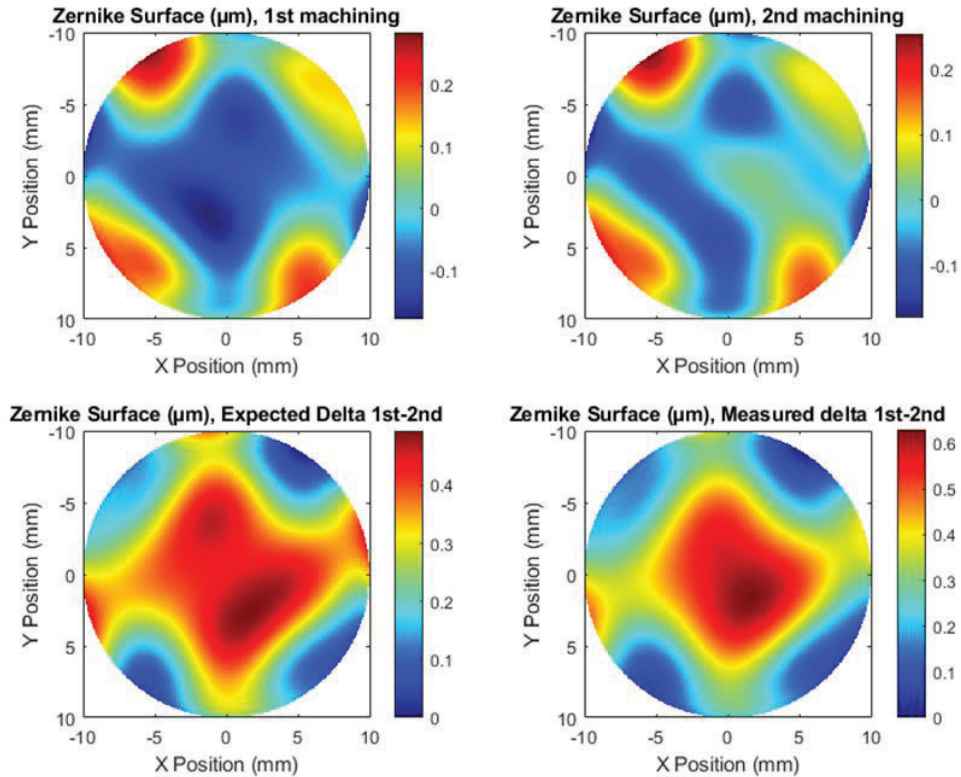 Zernike Surface (µm), 1st machining
-10
-5
0
5
10
Y Position (mm)
-10 -5 0 5 10
X Position (mm)
0.2
0.1
0
-0.1
2nd machining
-10
-5
0
5
10
Y Position (mm)
-10 -5 0 5 10
X Position (mm)
0.2
0.1
0
-0.1
Zernike Surface (µm), Expected Delta 1st-2nd
-10
-5
0
5
10
Y Position (mm)
-10 -5 0 5 10
X Position (mm)
0.4
0.3
0.2
0.1
0
Zernike Surface (µm), Measured delta 1st-2nd
-10
-5
0
5
10
Y Position (mm)
-10 -5 0 5 10
X Position (mm)
0.6
0.5
0.4
0.3
0.2
0.1
0